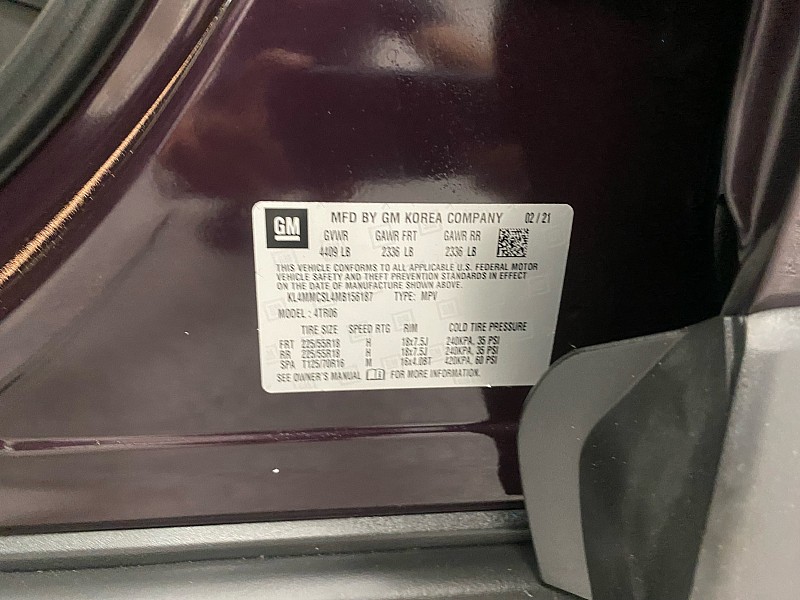 GM MFD BY GM KOREA COMPANY 02/21
GVWR GAWR FRT GAWR RR
4409 LB 2336 LB 2336 LB
THIS VEHICLE CONFORMS TO ALL APPLICABLE U.S. FEDERAL MOTOR
VEHICLE SAFETY AND THEFT PREVENTION STANDARDS IN EFFECT
ON THE DATE OF MANUFACTURE SHOWN ABOVE.
KL4MMCSL4MB156187 TYPE: MPV
MODEL: 4TR06
TIRE SIZE SPEED RTG RIM COLD TIRE PRESSURE
FRT 225/55R18 H 18x7.5J 240KPA, 35 PSI
RR 225/55R18 H 18x7.5J 240KPA, 35 PSI
SPA T125/70R16 M 16x4.0BT 420KPA, 60 PSI
SEE OWNER'S MANUAL FOR MORE INFORMATION.